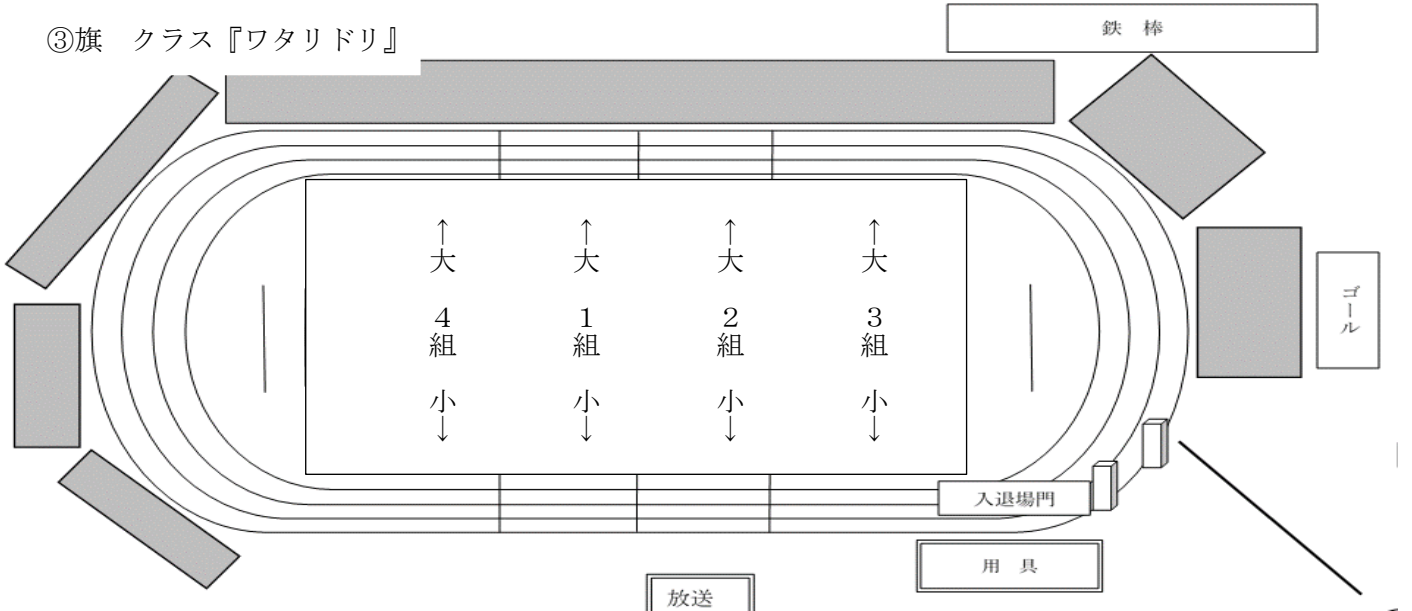 ③旗　クラス『ワタリドリ』
鉄　棒
↑大　４組　小↓
↑大　１組　小↓
↑大　２組　小↓
↑大　３組　小↓
ゴール
入退場門
用　具
放送